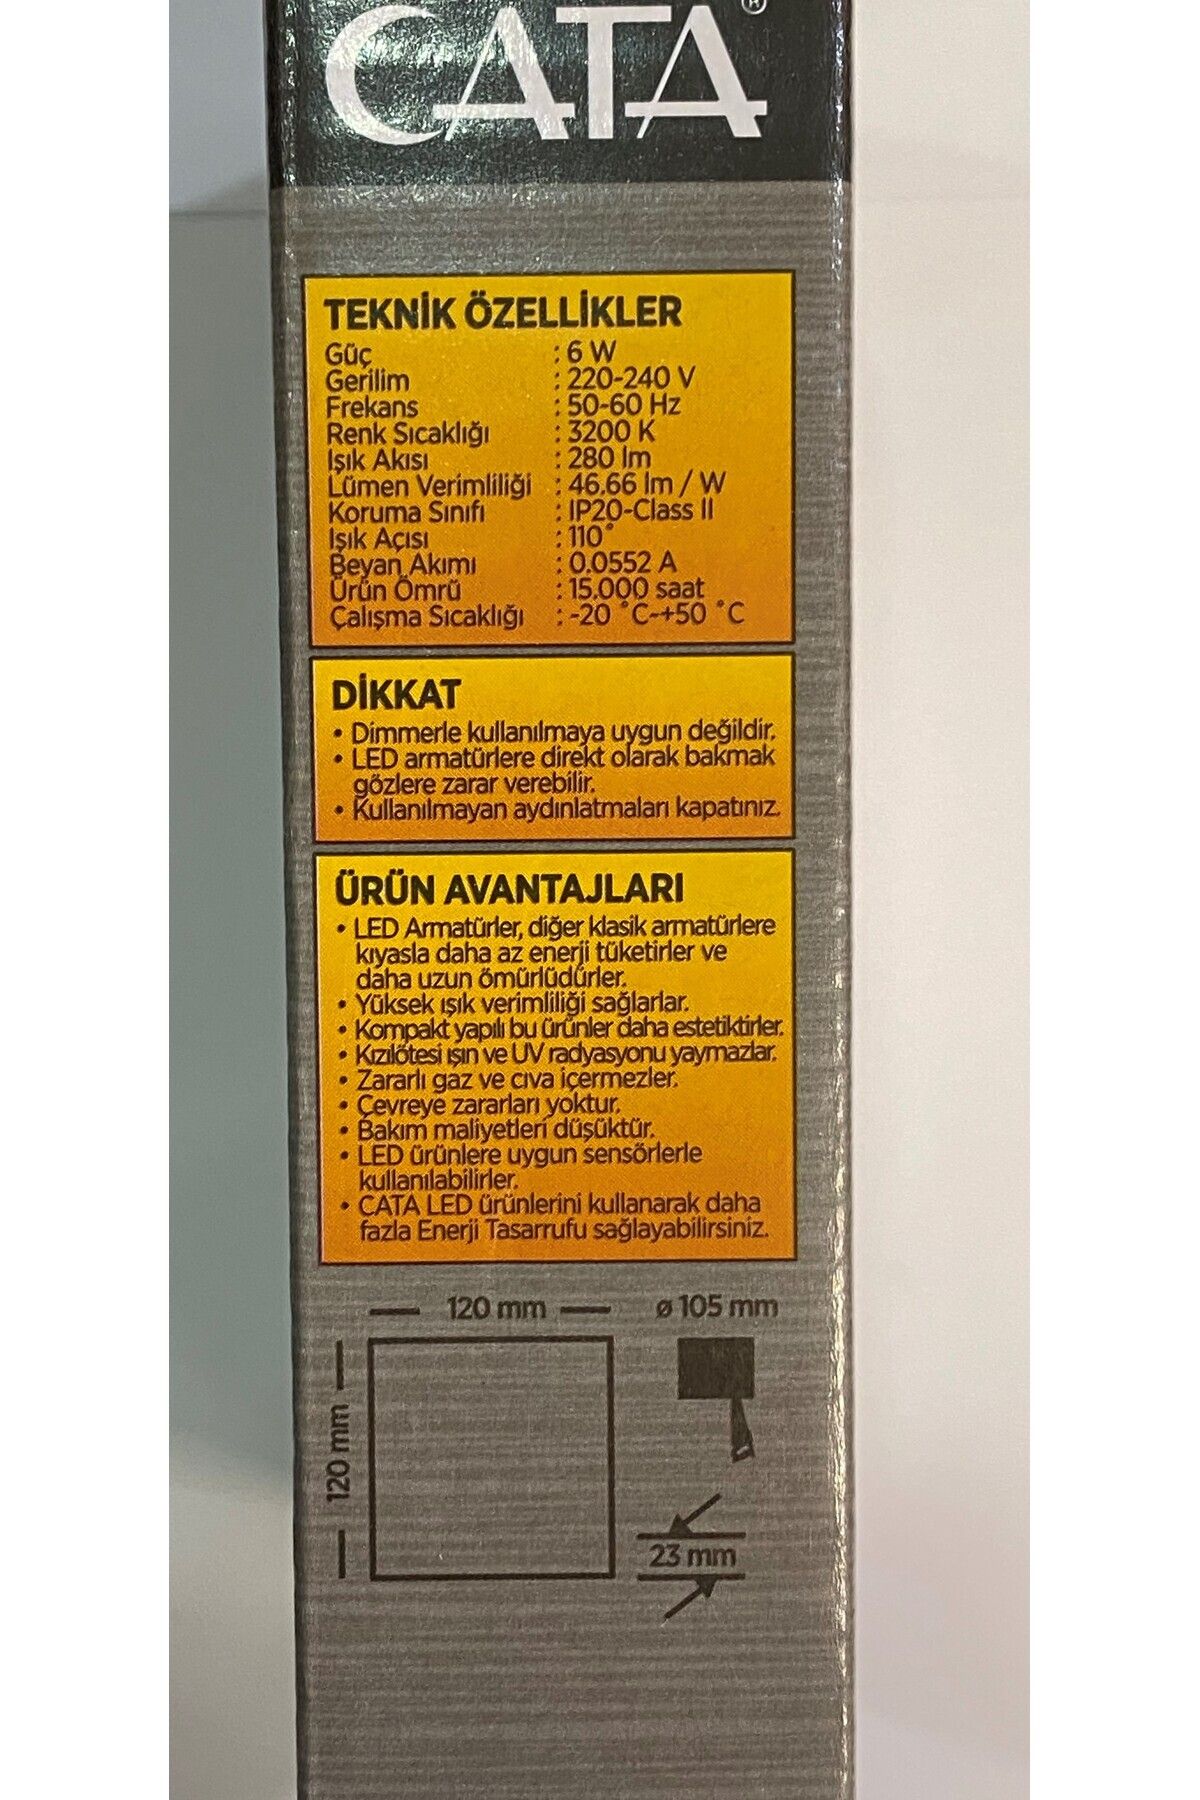 CATA®
TEKNİK ÖZELLİKLER
Güç : 6 W
Gerilim : 220-240 V
Frekans : 50-60 Hz
Renk Sıcaklığı : 3200 K
Işık Akısı : 280 lm
Lümen Verimliliği : 46,66 lm / W
Koruma Sınıfı : IP20-Class II
Işık Açısı : 110°
Beyan Akımı : 0,0552 A
Ürün Ömrü : 15.000 saat
Çalışma Sıcaklığı : -20 °C~+50 °C
DİKKAT
• Dimmerle kullanılmaya uygun değildir.
• LED armatürlere direkt olarak bakmak
gözlere zarar verebilir.
• Kullanılmayan aydınlatmaları kapatınız.
ÜRÜN AVANTAJLARI
• LED Armatürler, diğer klasik armatürlere
kıyasla daha az enerji tüketirler ve
daha uzun ömürlüdürler.
• Yüksek ışık verimliliği sağlarlar.
• Kompakt yapılı bu ürünler daha estetiktirler.
• Kızılötesi ışın ve UV radyasyonu yaymazlar.
• Zararlı gaz ve cıva içermezler.
• Çevreye zararları yoktur.
• Bakım maliyetleri düşüktür.
• LED ürünlere uygun sensörlerle
kullanılabilirler.
• CATA LED ürünlerini kullanarak daha
fazla Enerji Tasarrufu sağlayabilirsiniz.
120 mm
ø 105 mm
120 mm
23 mm